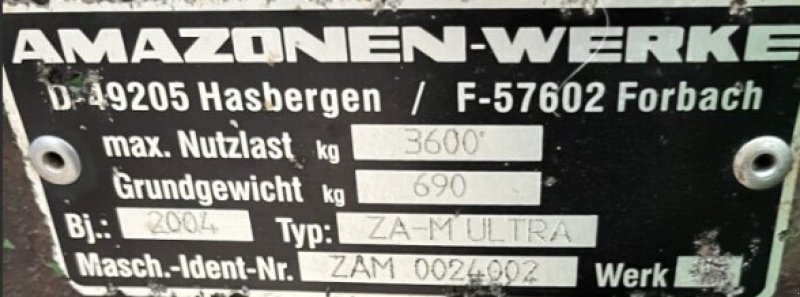 AMAZONEN-WERKE
D-49205 Hasbergen / F-57602 Forbach
max. Nutzlast kg 3600
Grundgewicht kg 690
Bj.: 2004 Typ: ZA-M ULTRA
Masch.-Ident-Nr. ZAM 0024002 Werk